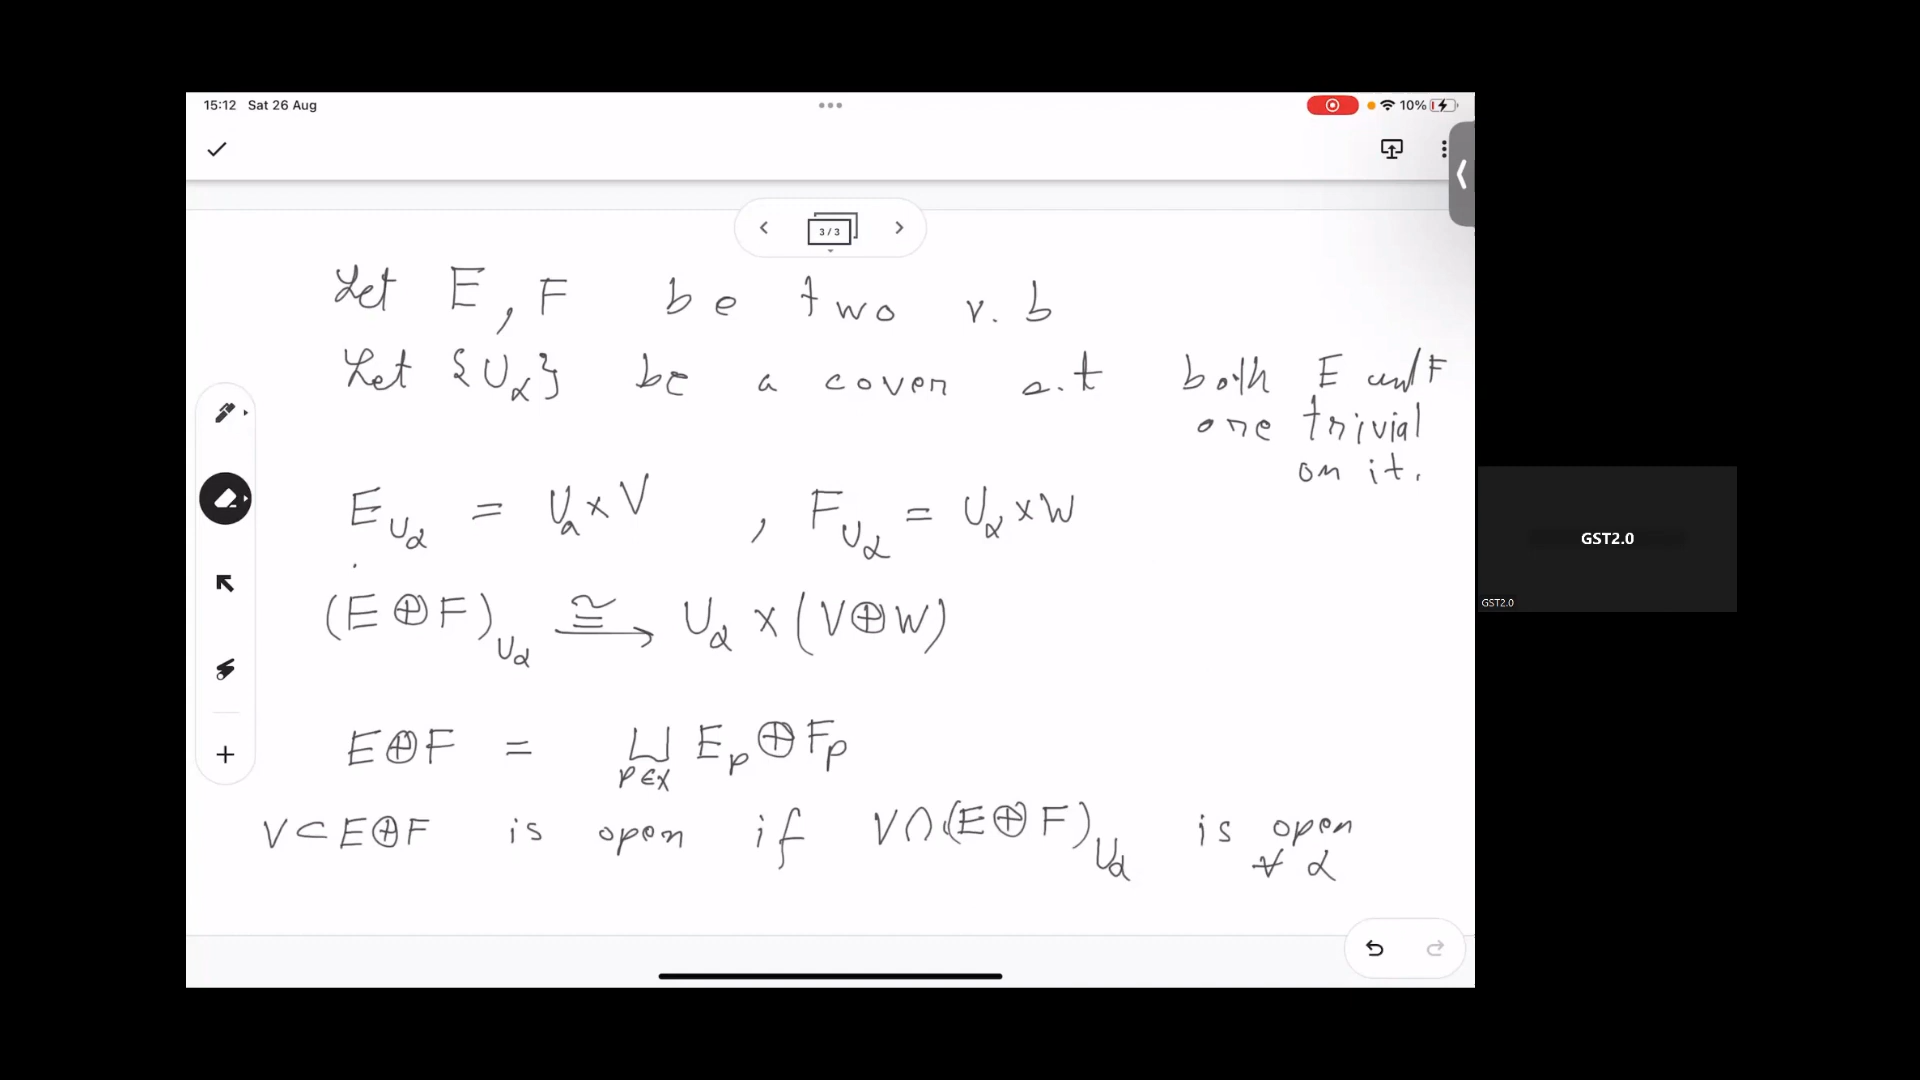 15:12 Sat 26 Aug
10%
3 / 3
Let E, F be two v. b
Let {U_α} be a cover s.t both E and F
are trivial
on it.
E_{U_α} = U_α × V , F_{U_α} = U_α × W
(E ⊕ F)_{U_α} ≅→ U_α × (V ⊕ W)
E ⊕ F = ⊔_{p ∈ X} E_p ⊕ F_p
V ⊂ E ⊕ F is open if V ∩ (E ⊕ F)_{U_α} is open
∀ α
GST2.0
GST2.0